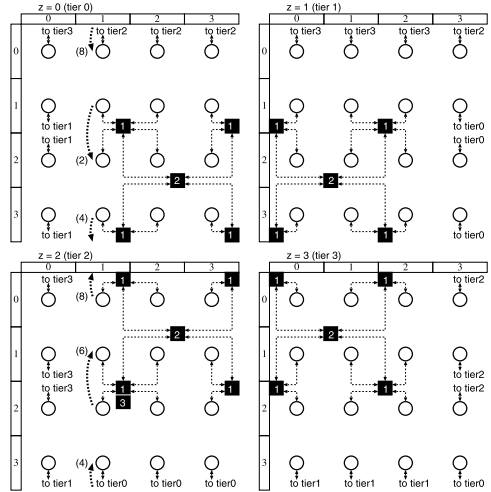 z = 0 (tier 0)
0 1 2 3
to tier3 to tier2 to tier2 to tier2
0 (8)
1
1 1
to tier1
to tier1
2 (2)
2
3 (4)
to tier1 1 1
z = 1 (tier 1)
0 1 2 3
to tier3 to tier3 to tier3 to tier2
0
1
1 1 to tier0
to tier0
2
2
3
1 1 to tier0
z = 2 (tier 2)
0 1 2 3
to tier3 1 1
0 (8)
2
1 (6)
to tier3
to tier3 1 1
2 3
3 (4)
to tier1 to tier0 to tier0 to tier0
z = 3 (tier 3)
0 1 2 3
1 1 to tier2
0
2
1
to tier2
1 1 to tier2
2
3
to tier1 to tier1 to tier1 to tier0